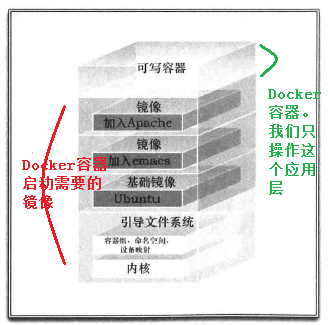 可写容器
镜像
加入Apache
镜像
加入emacs
基础镜像
Ubuntu
引导文件系统
容器组、命名空间、
设备映射
内核
Docker容器
启动需要的
镜像
Docker
容器。
我们只
操作这
个应用
层